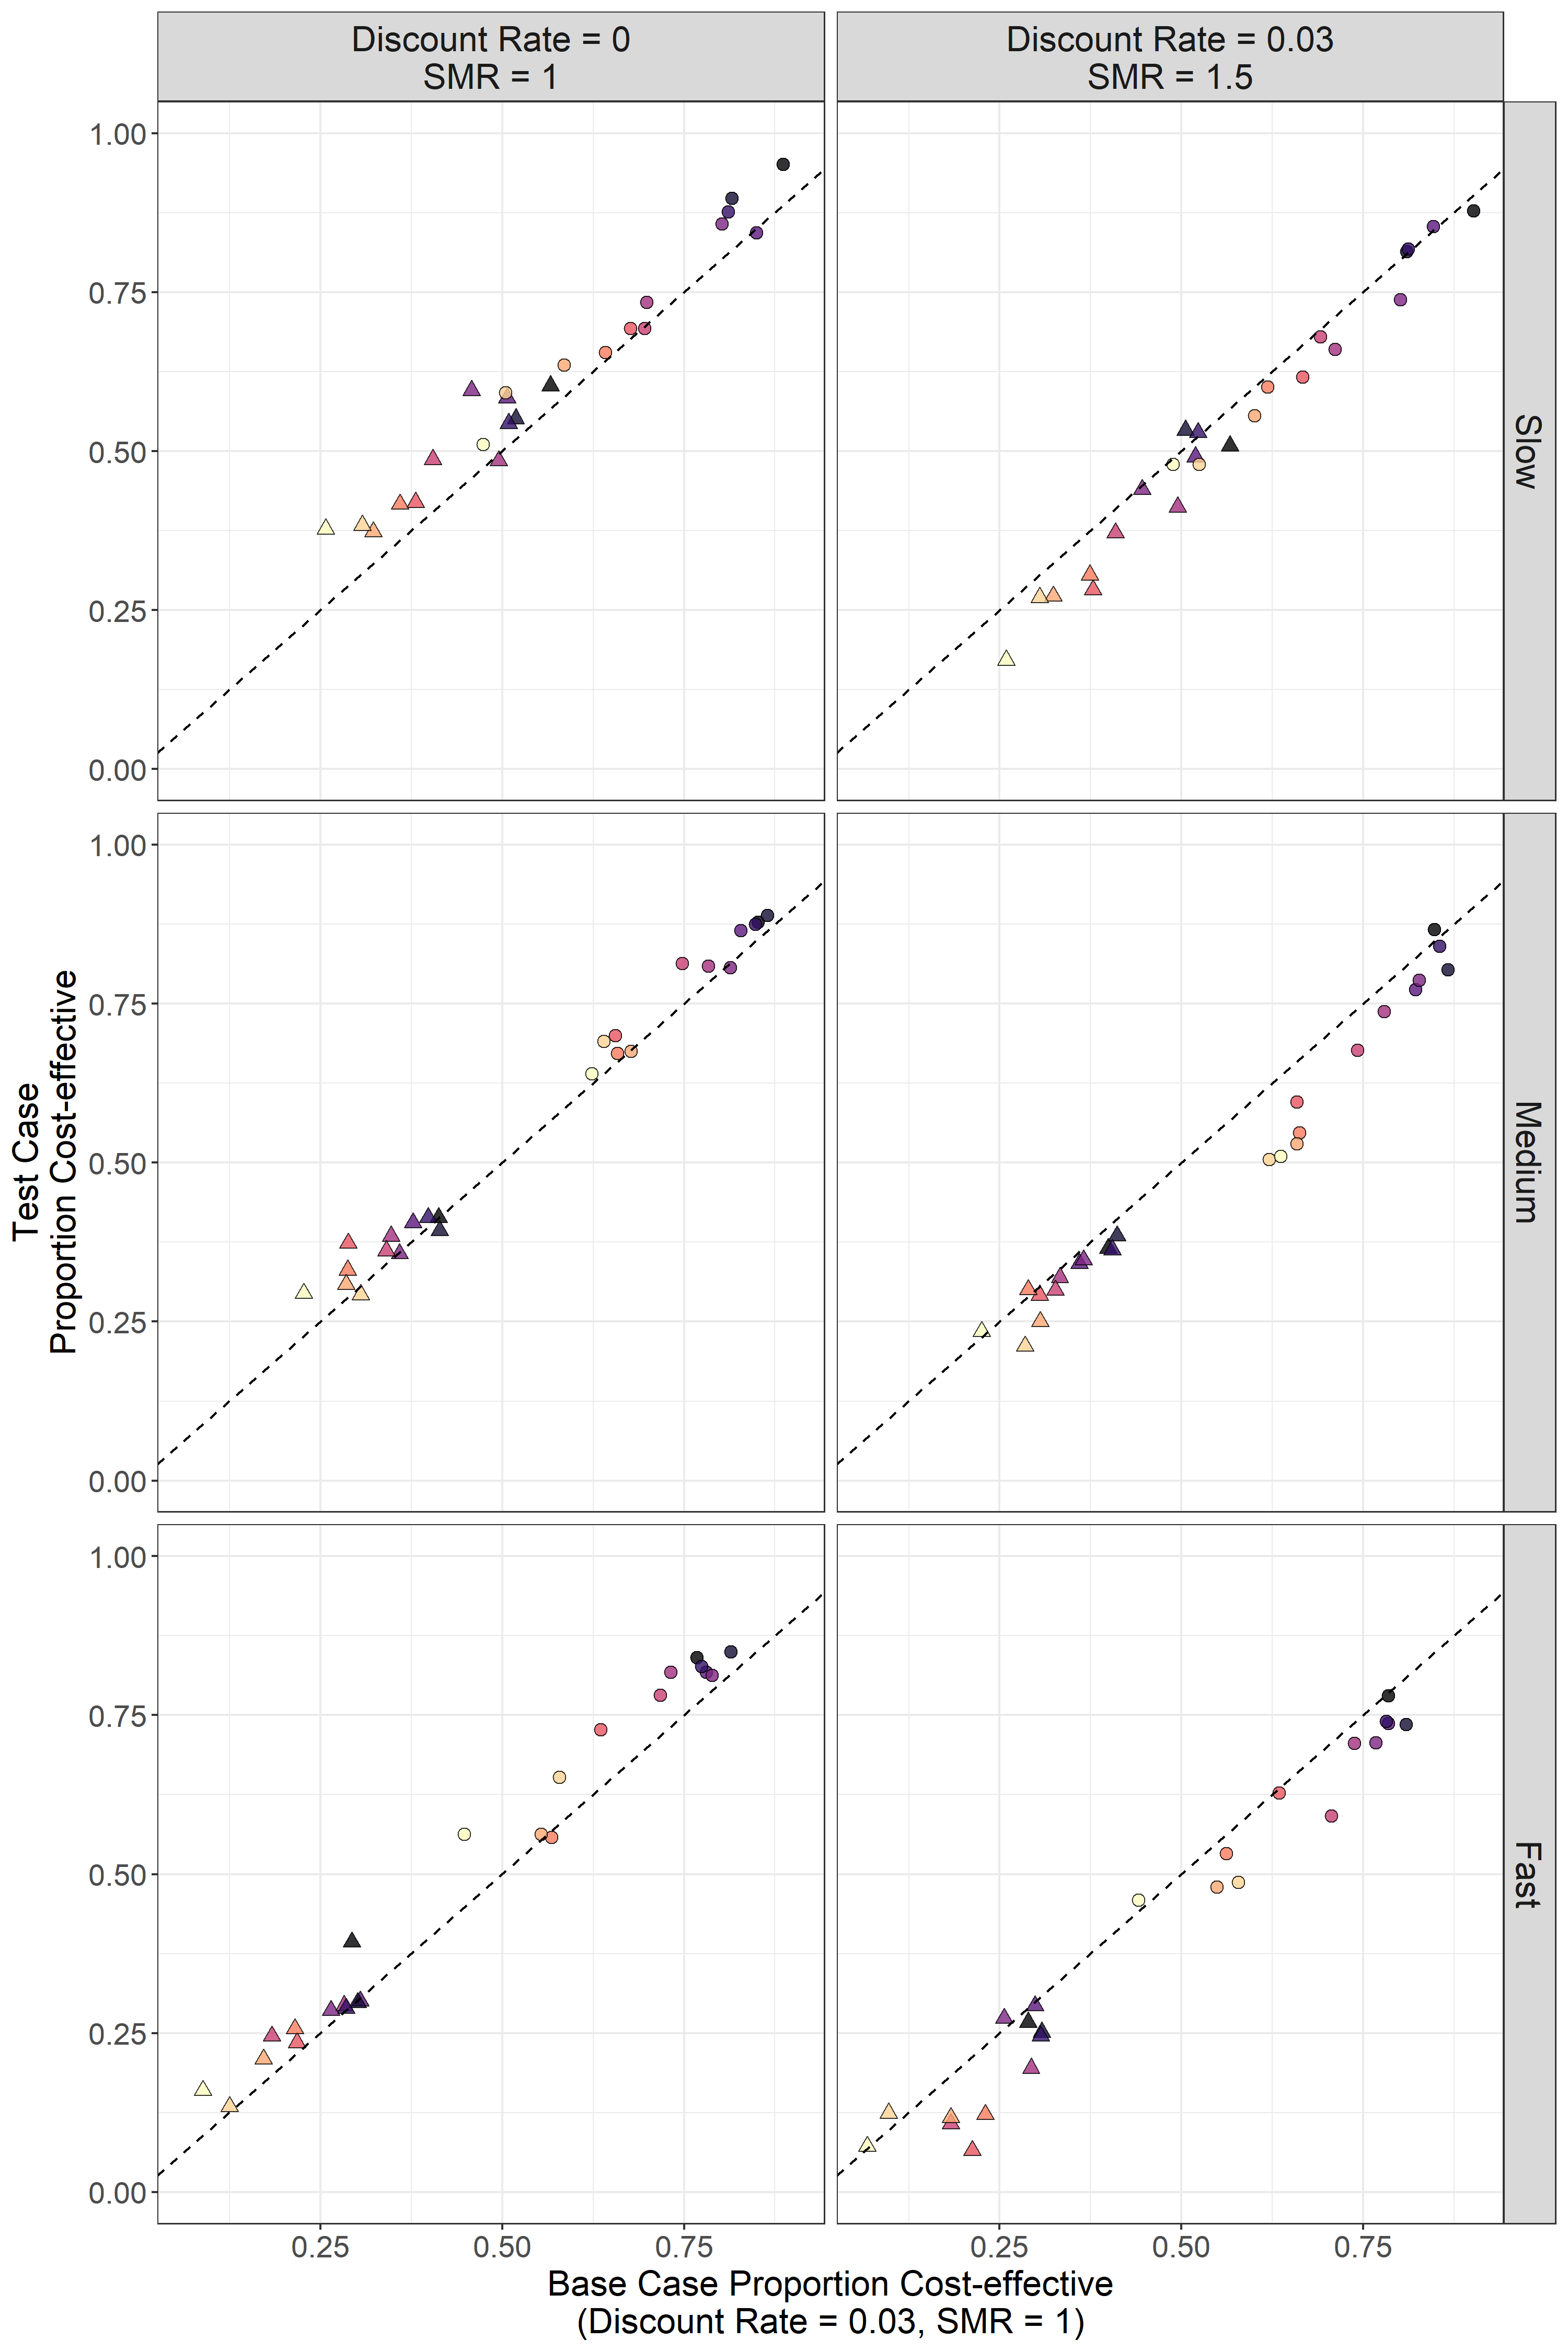 Discount Rate = 0
SMR = 1
Discount Rate = 0.03
SMR = 1.5
1.00
0.75
0.50
0.25
0.00
Slow
1.00
0.75
0.50
0.25
0.00
Medium
1.00
0.75
0.50
0.25
0.00
Fast
Test Case
Proportion Cost-effective
0.25 0.50 0.75
0.25 0.50 0.75
Base Case Proportion Cost-effective
(Discount Rate = 0.03, SMR = 1)